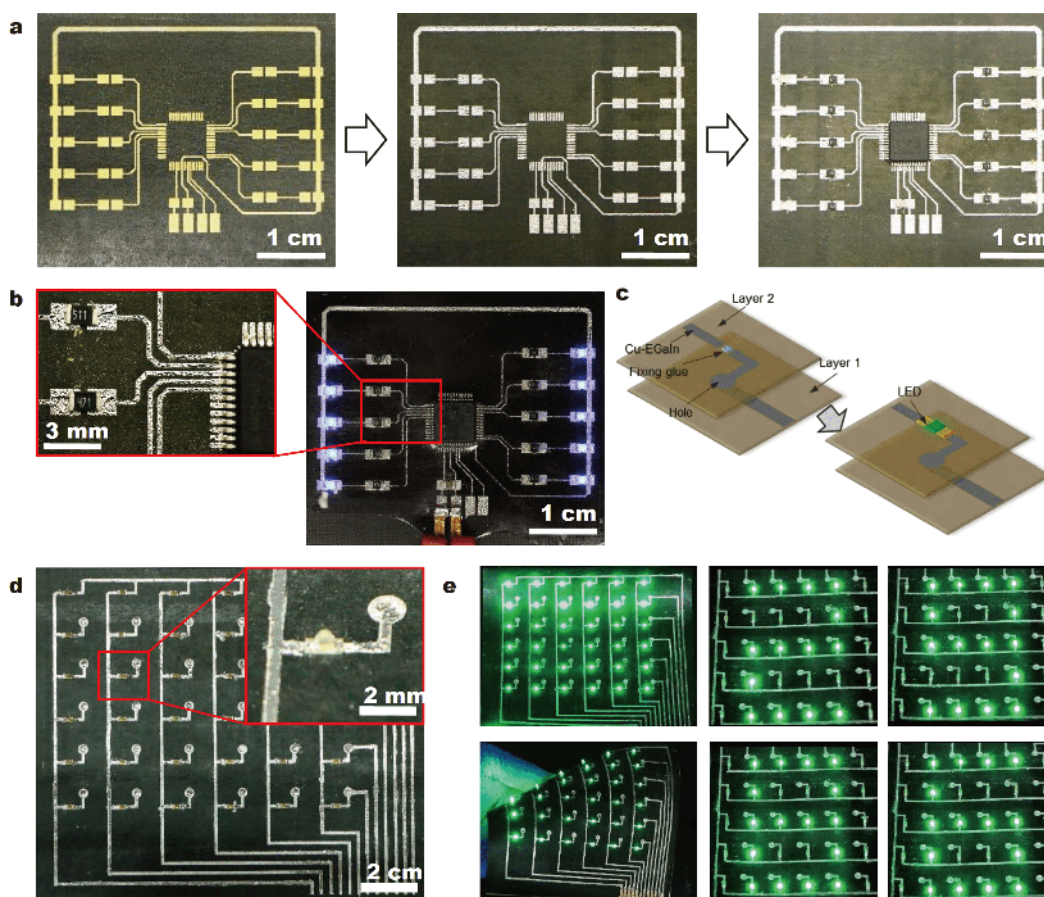 a
1 cm
1 cm
1 cm
b
511
3 mm
1 cm
c
Layer 2
Cu-EGaIn
Fixing glue
Layer 1
Hole
LED
d
2 mm
2 cm
e